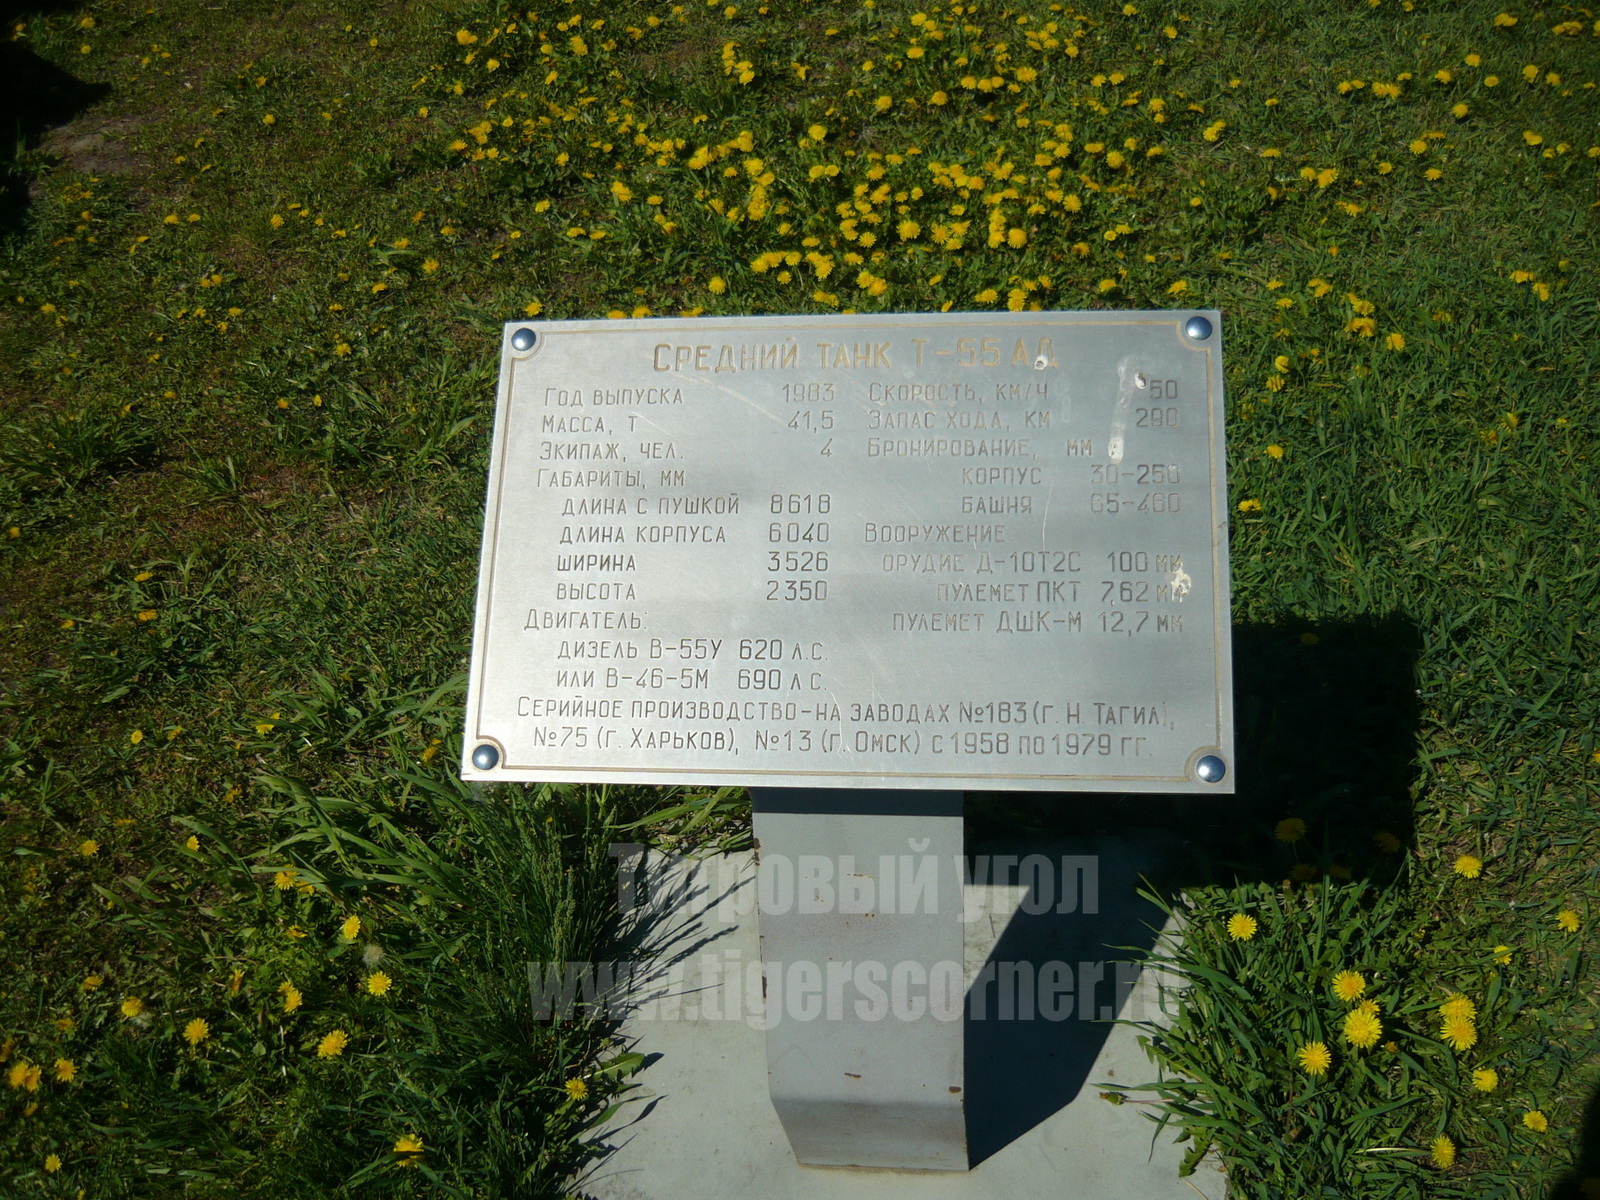 Средний танк Т-55АД
Год выпуска 1983 Скорость, км/ч 50
Масса, т 41,5 Запас хода, км 290
Экипаж, чел. 4 Бронирование, мм
Габариты, мм корпус 30-250
длина с пушкой 8618 башня 65-460
длина корпуса 6040 Вооружение
ширина 3526 орудие Д-10Т2С 100 мм
высота 2350 пулемет ПКТ 7,62 мм
Двигатель: пулемет ДШК-М 12,7 мм
дизель В-55У 620 л.с.
или В-46-5М 690 л с.
Серийное производство-на заводах №183 (г. Н. Тагил),
№75 (г. Харьков), №13 (г. Омск) с 1958 по 1979 гг.
Тигровый угол
www.tigerscorner.ru